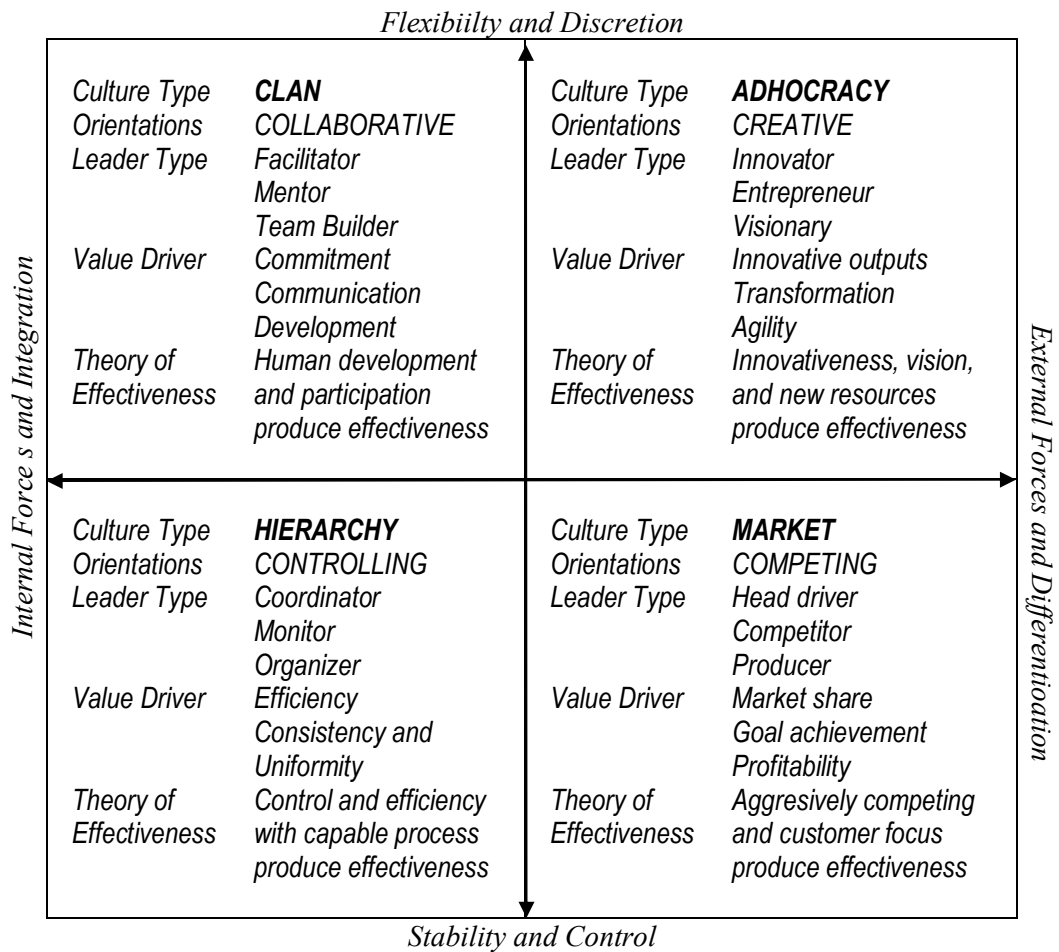 Flexibiilty and Discretion
Internal Force s and Integration
Culture Type CLAN
Orientations COLLABORATIVE
Leader Type Facilitator
Mentor
Team Builder
Value Driver Commitment
Communication
Development
Theory of Human development
Effectiveness and participation
produce effectiveness
Culture Type ADHOCRACY
Orientations CREATIVE
Leader Type Innovator
Entrepreneur
Visionary
Value Driver Innovative outputs
Transformation
Agility
Theory of Innovativeness, vision,
Effectiveness and new resources
produce effectiveness
Culture Type HIERARCHY
Orientations CONTROLLING
Leader Type Coordinator
Monitor
Organizer
Value Driver Efficiency
Consistency and
Uniformity
Theory of Control and efficiency
Effectiveness with capable process
produce effectiveness
Culture Type MARKET
Orientations COMPETING
Leader Type Head driver
Competitor
Producer
Value Driver Market share
Goal achievement
Profitability
Theory of Aggresively competing
Effectiveness and customer focus
produce effectiveness
External Forces and Differentioation
Stability and Control